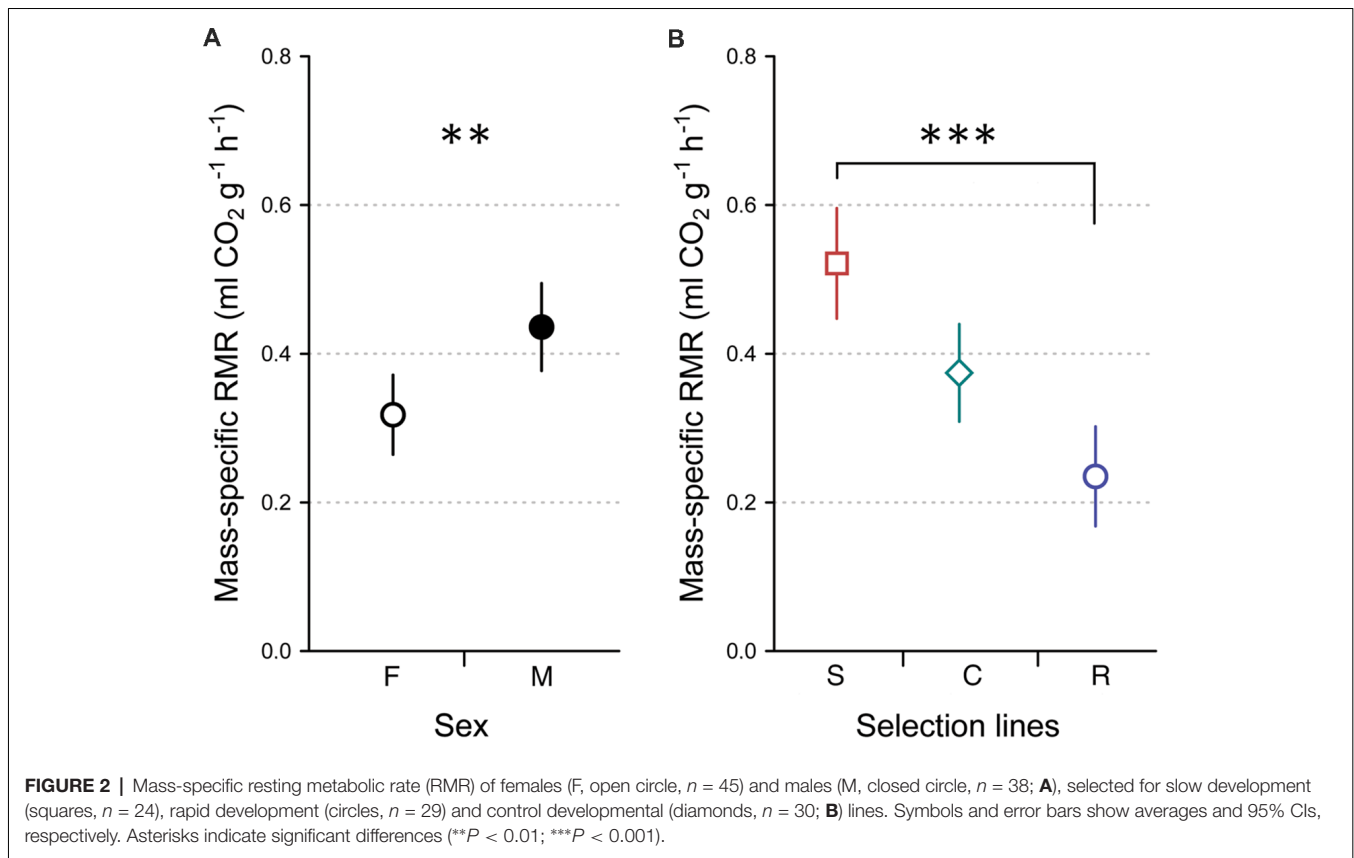 A
0.8
0.6
0.4
0.2
0.0
Mass-specific RMR (ml CO2 g-1 h-1)
**
F
M
Sex
B
0.8
0.6
0.4
0.2
0.0
Mass-specific RMR (ml CO2 g-1 h-1)
***
S
C
R
Selection lines
FIGURE 2 | Mass-specific resting metabolic rate (RMR) of females (F, open circle, n = 45) and males (M, closed circle, n = 38; A), selected for slow development
(squares, n = 24), rapid development (circles, n = 29) and control developmental (diamonds, n = 30; B) lines. Symbols and error bars show averages and 95% CIs,
respectively. Asterisks indicate significant differences (**P < 0.01; ***P < 0.001).